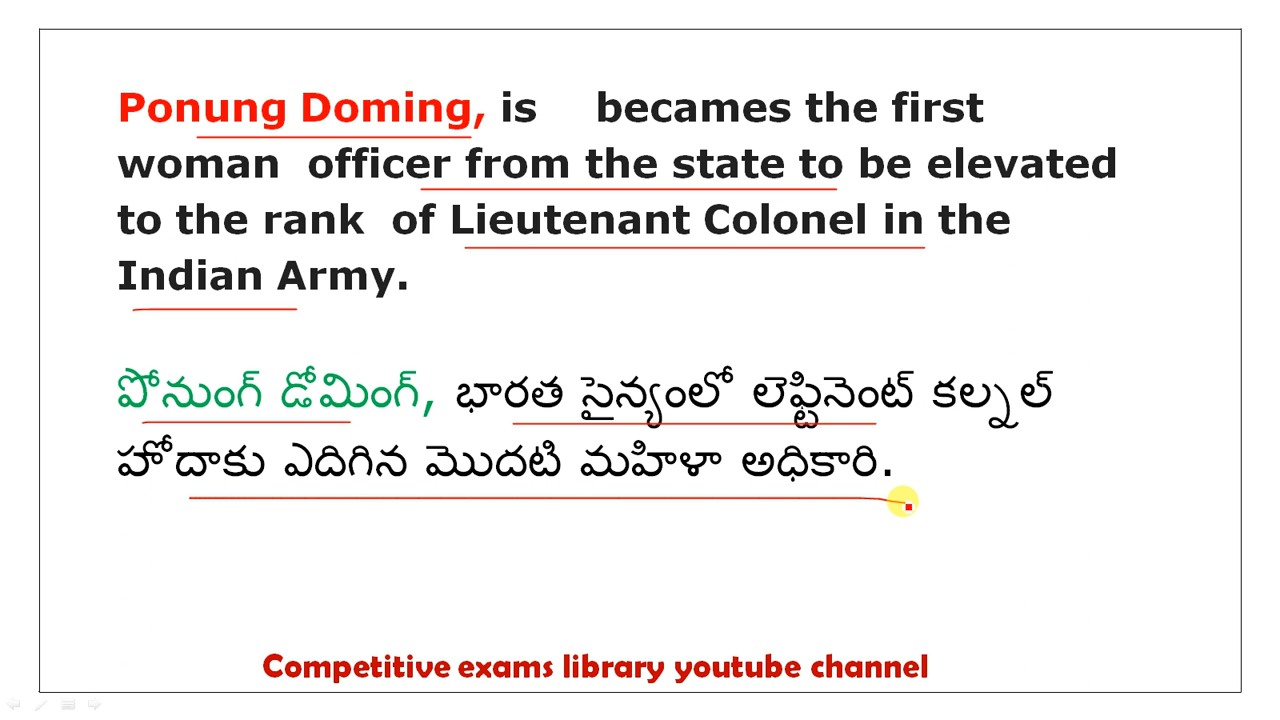 Ponung Doming, is becames the first
woman officer from the state to be elevated
to the rank of Lieutenant Colonel in the
Indian Army.
పోనుంగ్ డోమింగ్, భారత సైన్యంలో లెఫ్టినెంట్ కల్నల్
హోదాకు ఎదిగిన మొదటి మహిళా అధికారి.
Competitive exams library youtube channel